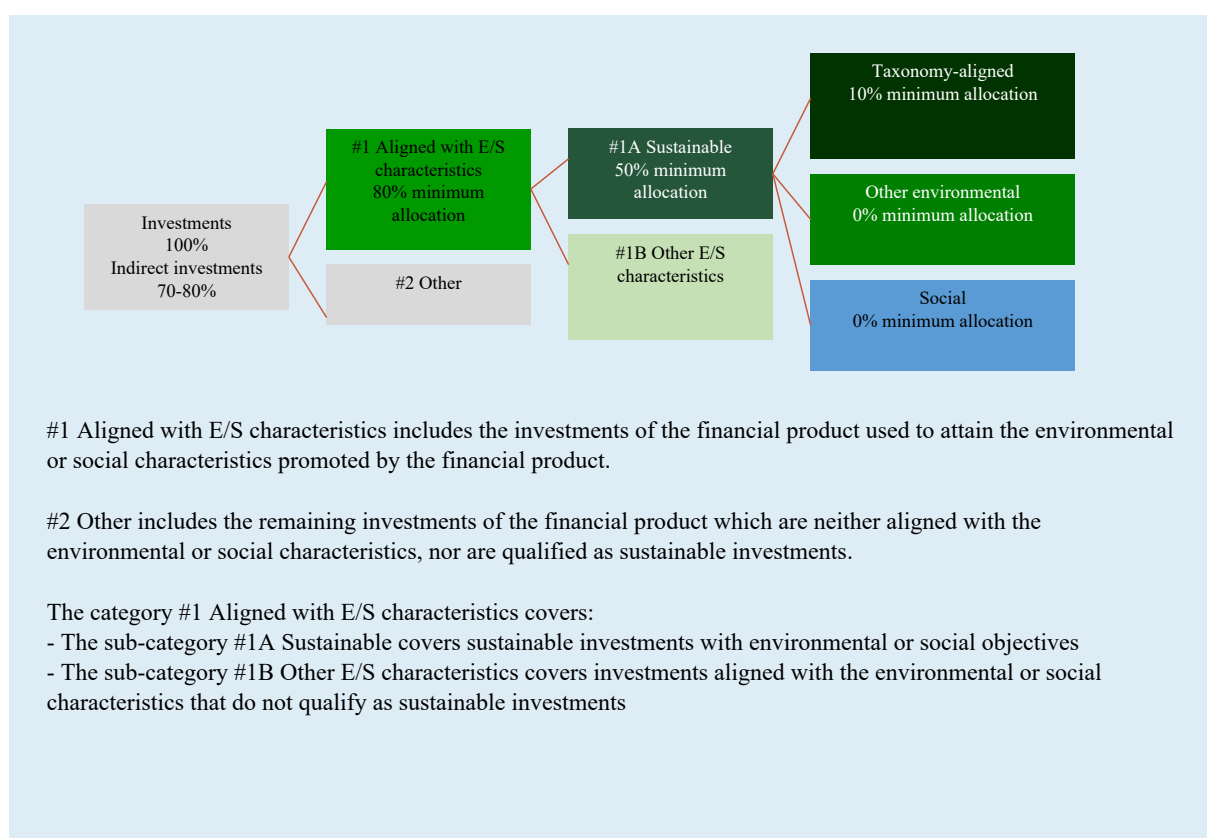 Investments
100%
Indirect investments
70-80%
#1 Aligned with E/S
characteristics
80% minimum
allocation
#2 Other
#1A Sustainable
50% minimum
allocation
#1B Other E/S
characteristics
Taxonomy-aligned
10% minimum allocation
Other environmental
0% minimum allocation
Social
0% minimum allocation
#1 Aligned with E/S characteristics includes the investments of the financial product used to attain the environmental
or social characteristics promoted by the financial product.
#2 Other includes the remaining investments of the financial product which are neither aligned with the
environmental or social characteristics, nor are qualified as sustainable investments.
The category #1 Aligned with E/S characteristics covers:
- The sub-category #1A Sustainable covers sustainable investments with environmental or social objectives
- The sub-category #1B Other E/S characteristics covers investments aligned with the environmental or social
characteristics that do not qualify as sustainable investments